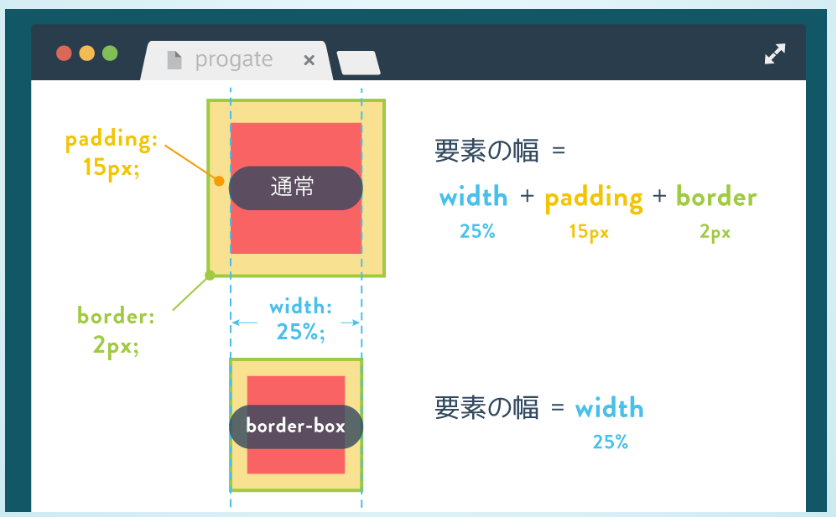 progate
padding:
15px;
通常
要素の幅 =
width + padding + border
25% 15px 2px
border:
2px;
width:
25%;
border-box
要素の幅 = width
25%